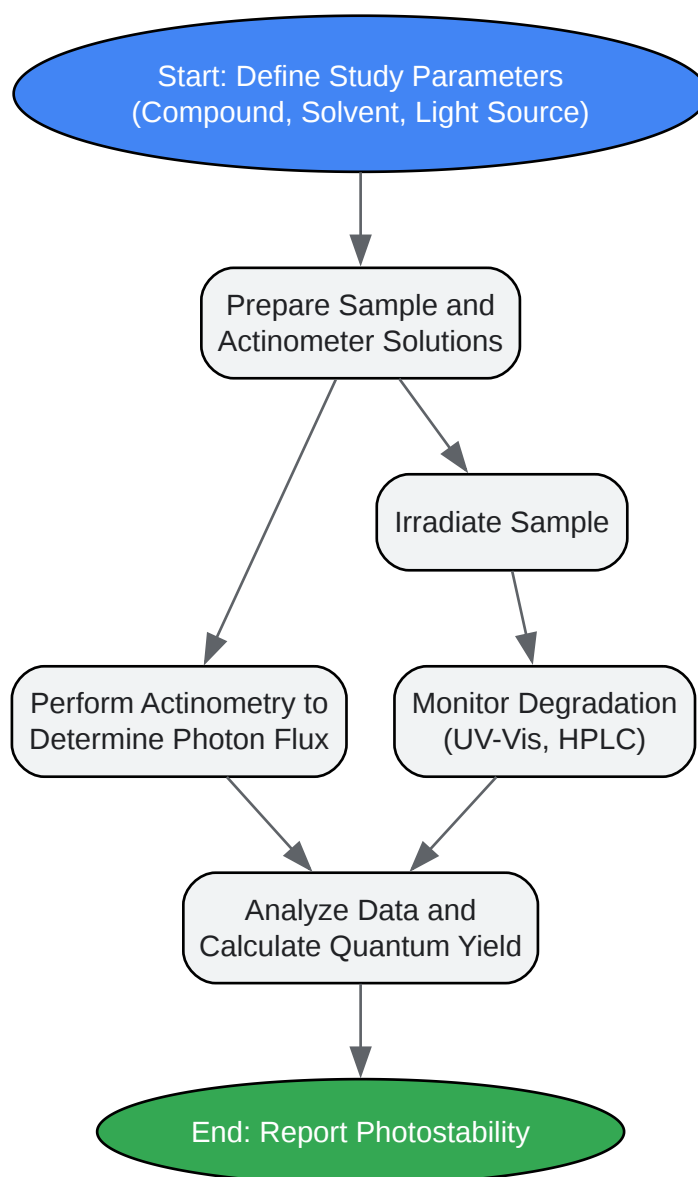 Start: Define Study Parameters
(Compound, Solvent, Light Source)
Prepare Sample and
Actinometer Solutions
Irradiate Sample
Perform Actinometry to
Determine Photon Flux
Monitor Degradation
(UV-Vis, HPLC)
Analyze Data and
Calculate Quantum Yield
End: Report Photostability